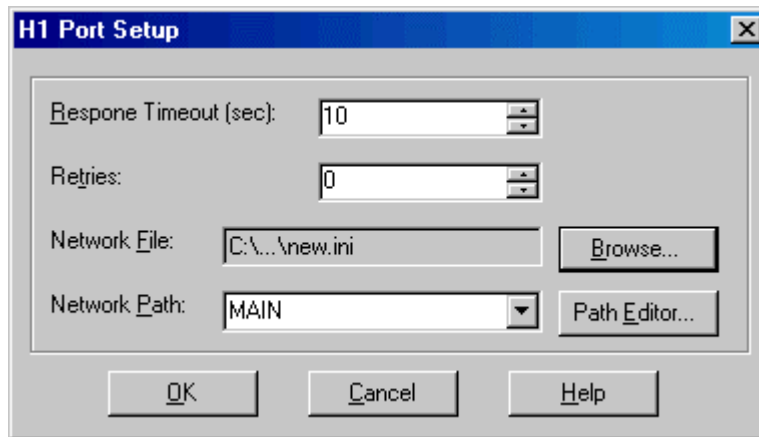 H1 Port Setup
Respone Timeout (sec): 10
Retries: 0
Network File: C:\...\new.ini Browse...
Network Path: MAIN Path Editor...
OK Cancel Help